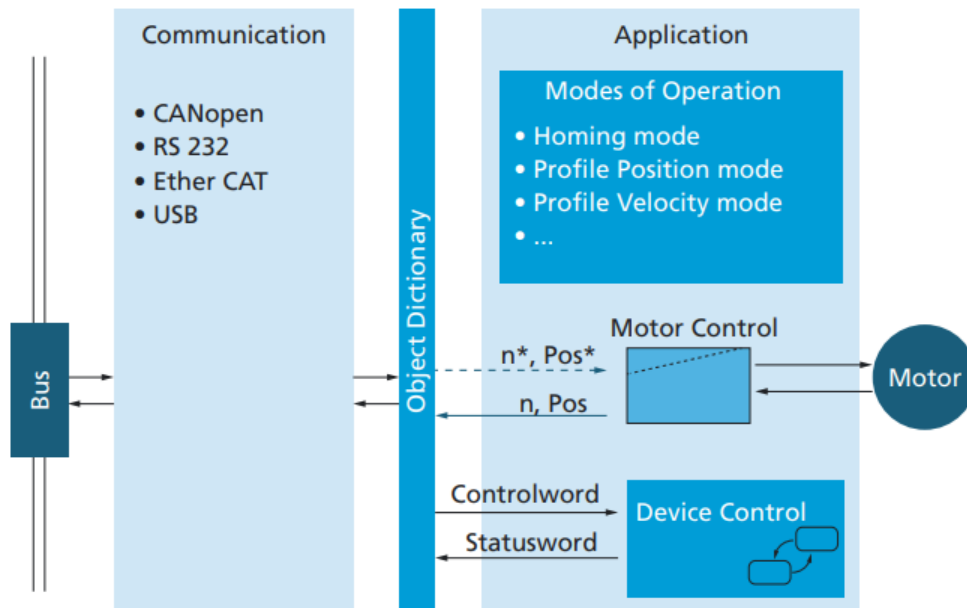 Communication
• CANopen
• RS 232
• Ether CAT
• USB
Bus
Object Dictionary
Application
Modes of Operation
• Homing mode
• Profile Position mode
• Profile Velocity mode
• ...
Motor Control
n*, Pos*
n, Pos
Motor
Controlword
Statusword
Device Control